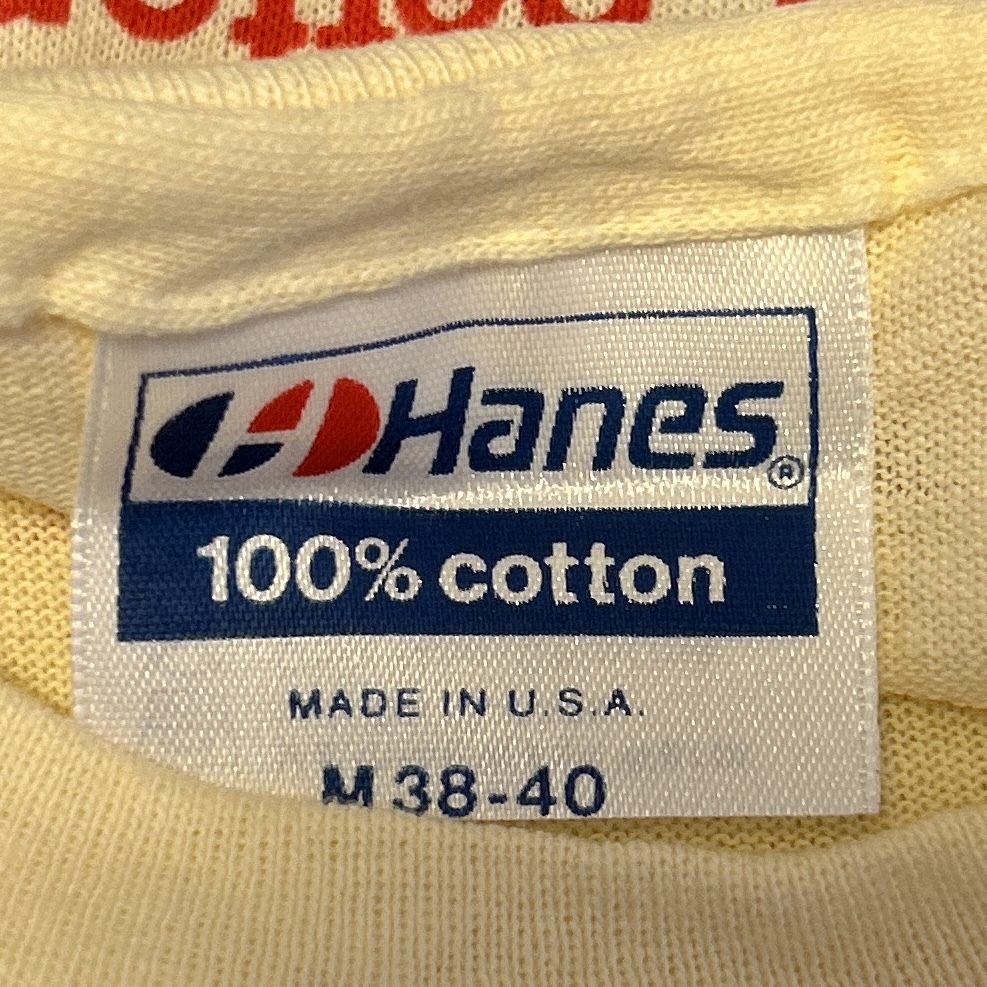 Hanes®
100% cotton
MADE IN U.S.A.
M 38-40